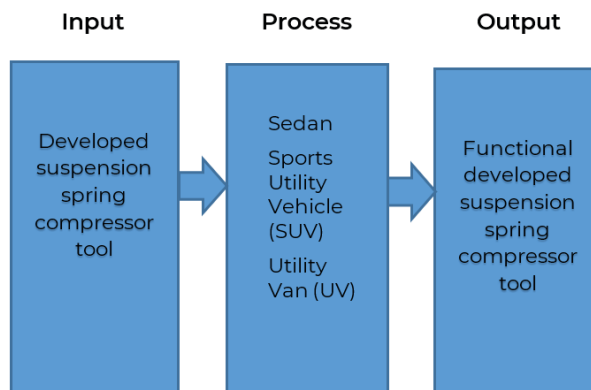 Input
Process
Output
Developed
suspension
spring
compressor
tool
Sedan
Sports
Utility
Vehicle
(SUV)
Utility
Van (UV)
Functional
developed
suspension
spring
compressor
tool